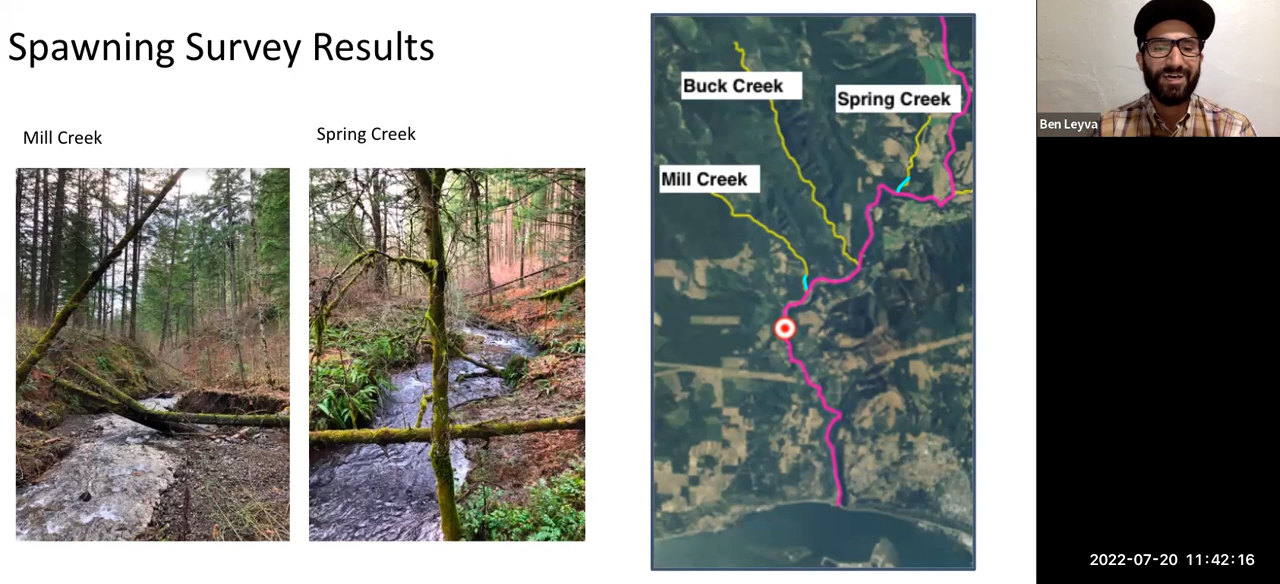 Spawning Survey Results
Mill Creek
Spring Creek
Buck Creek
Spring Creek
Mill Creek
Ben Leyva
2022-07-20 11:42:16